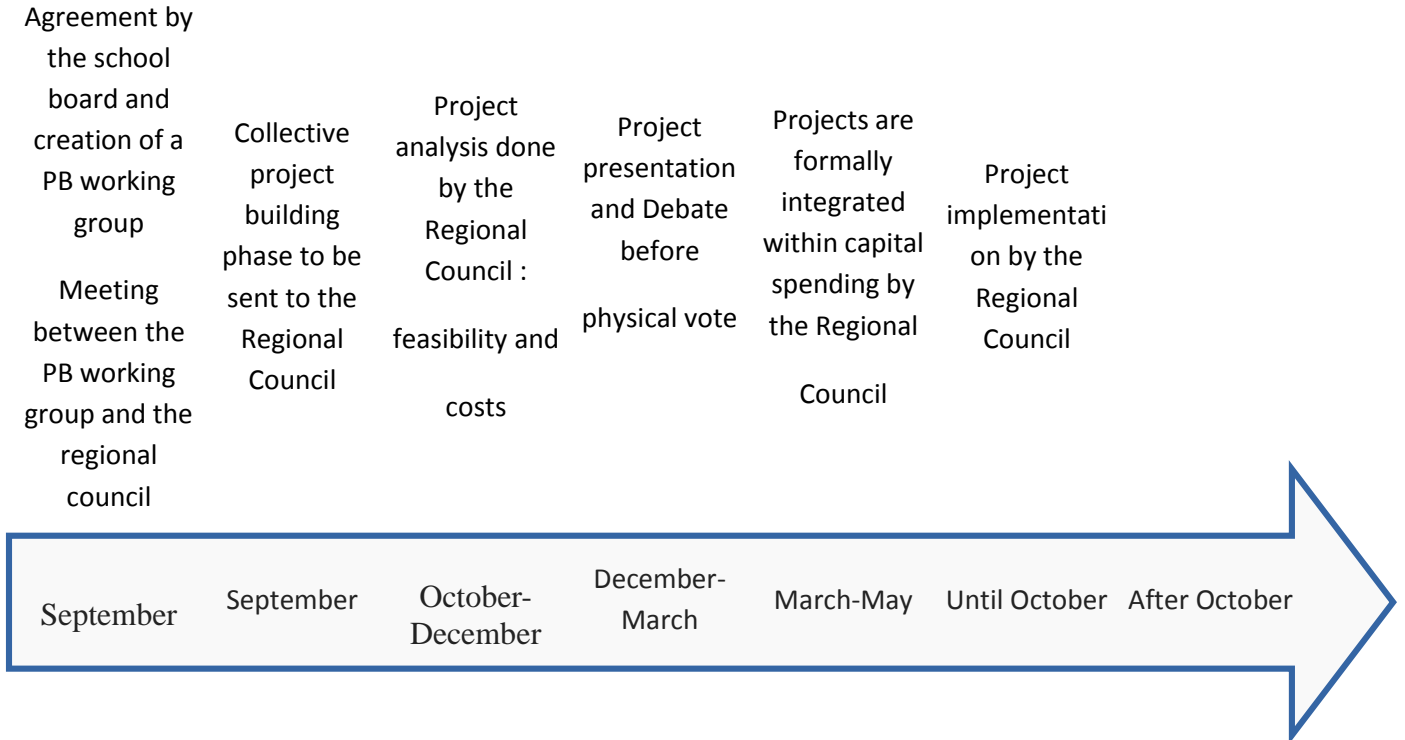 Agreement by
the school
board and
creation of a
PB working
group
Meeting
between the
PB working
group and the
regional
council
Collective
project
building
phase to be
sent to the
Regional
Council
Project
analysis done
by the
Regional
Council :
feasibility and
costs
Project
presentation
and Debate
before
physical vote
Projects are
formally
integrated
within capital
spending by
the Regional
Council
Project
implementati
on by the
Regional
Council
September
September
October-
December
December-
March
March-May
Until October
After October